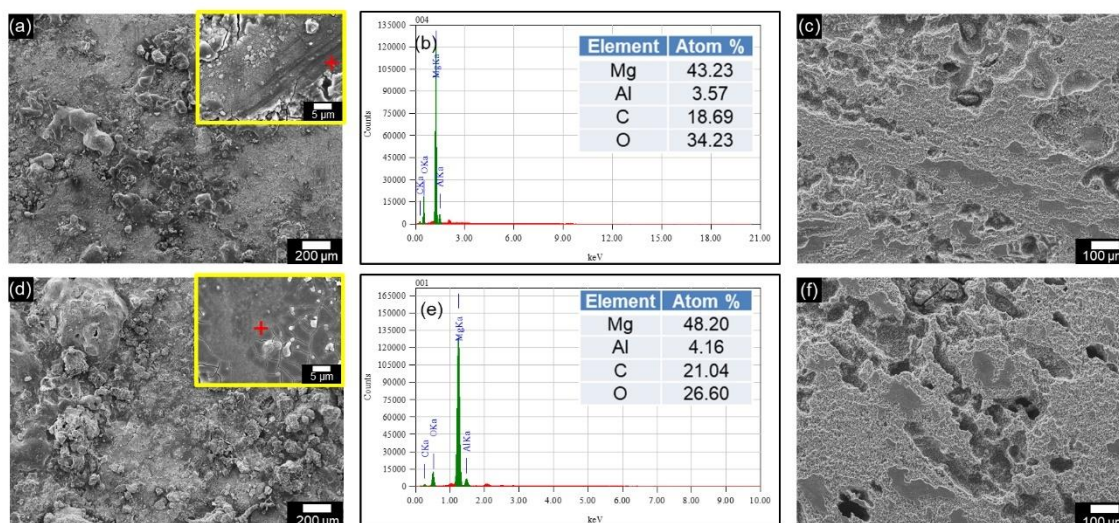 (a)
5 µm
200 µm
004
(b)
135000
120000
105000
90000
75000
60000
45000
30000
15000
0
Counts
CKa
OKa
MgKa
AlKa
Element Atom %
Mg 43.23
Al 3.57
C 18.69
O 34.23
0.00 3.00 6.00 9.00 12.00 15.00 18.00 21.00
keV
(c)
100 µm
(d)
5 µm
200 µm
001
(e)
165000
150000
135000
120000
105000
90000
75000
60000
45000
30000
15000
0
Counts
CKa
OKa
MgKa
AlKa
Element Atom %
Mg 48.20
Al 4.16
C 21.04
O 26.60
0.00 1.00 2.00 3.00 4.00 5.00 6.00 7.00 8.00 9.00 10.00
keV
(f)
100 µm